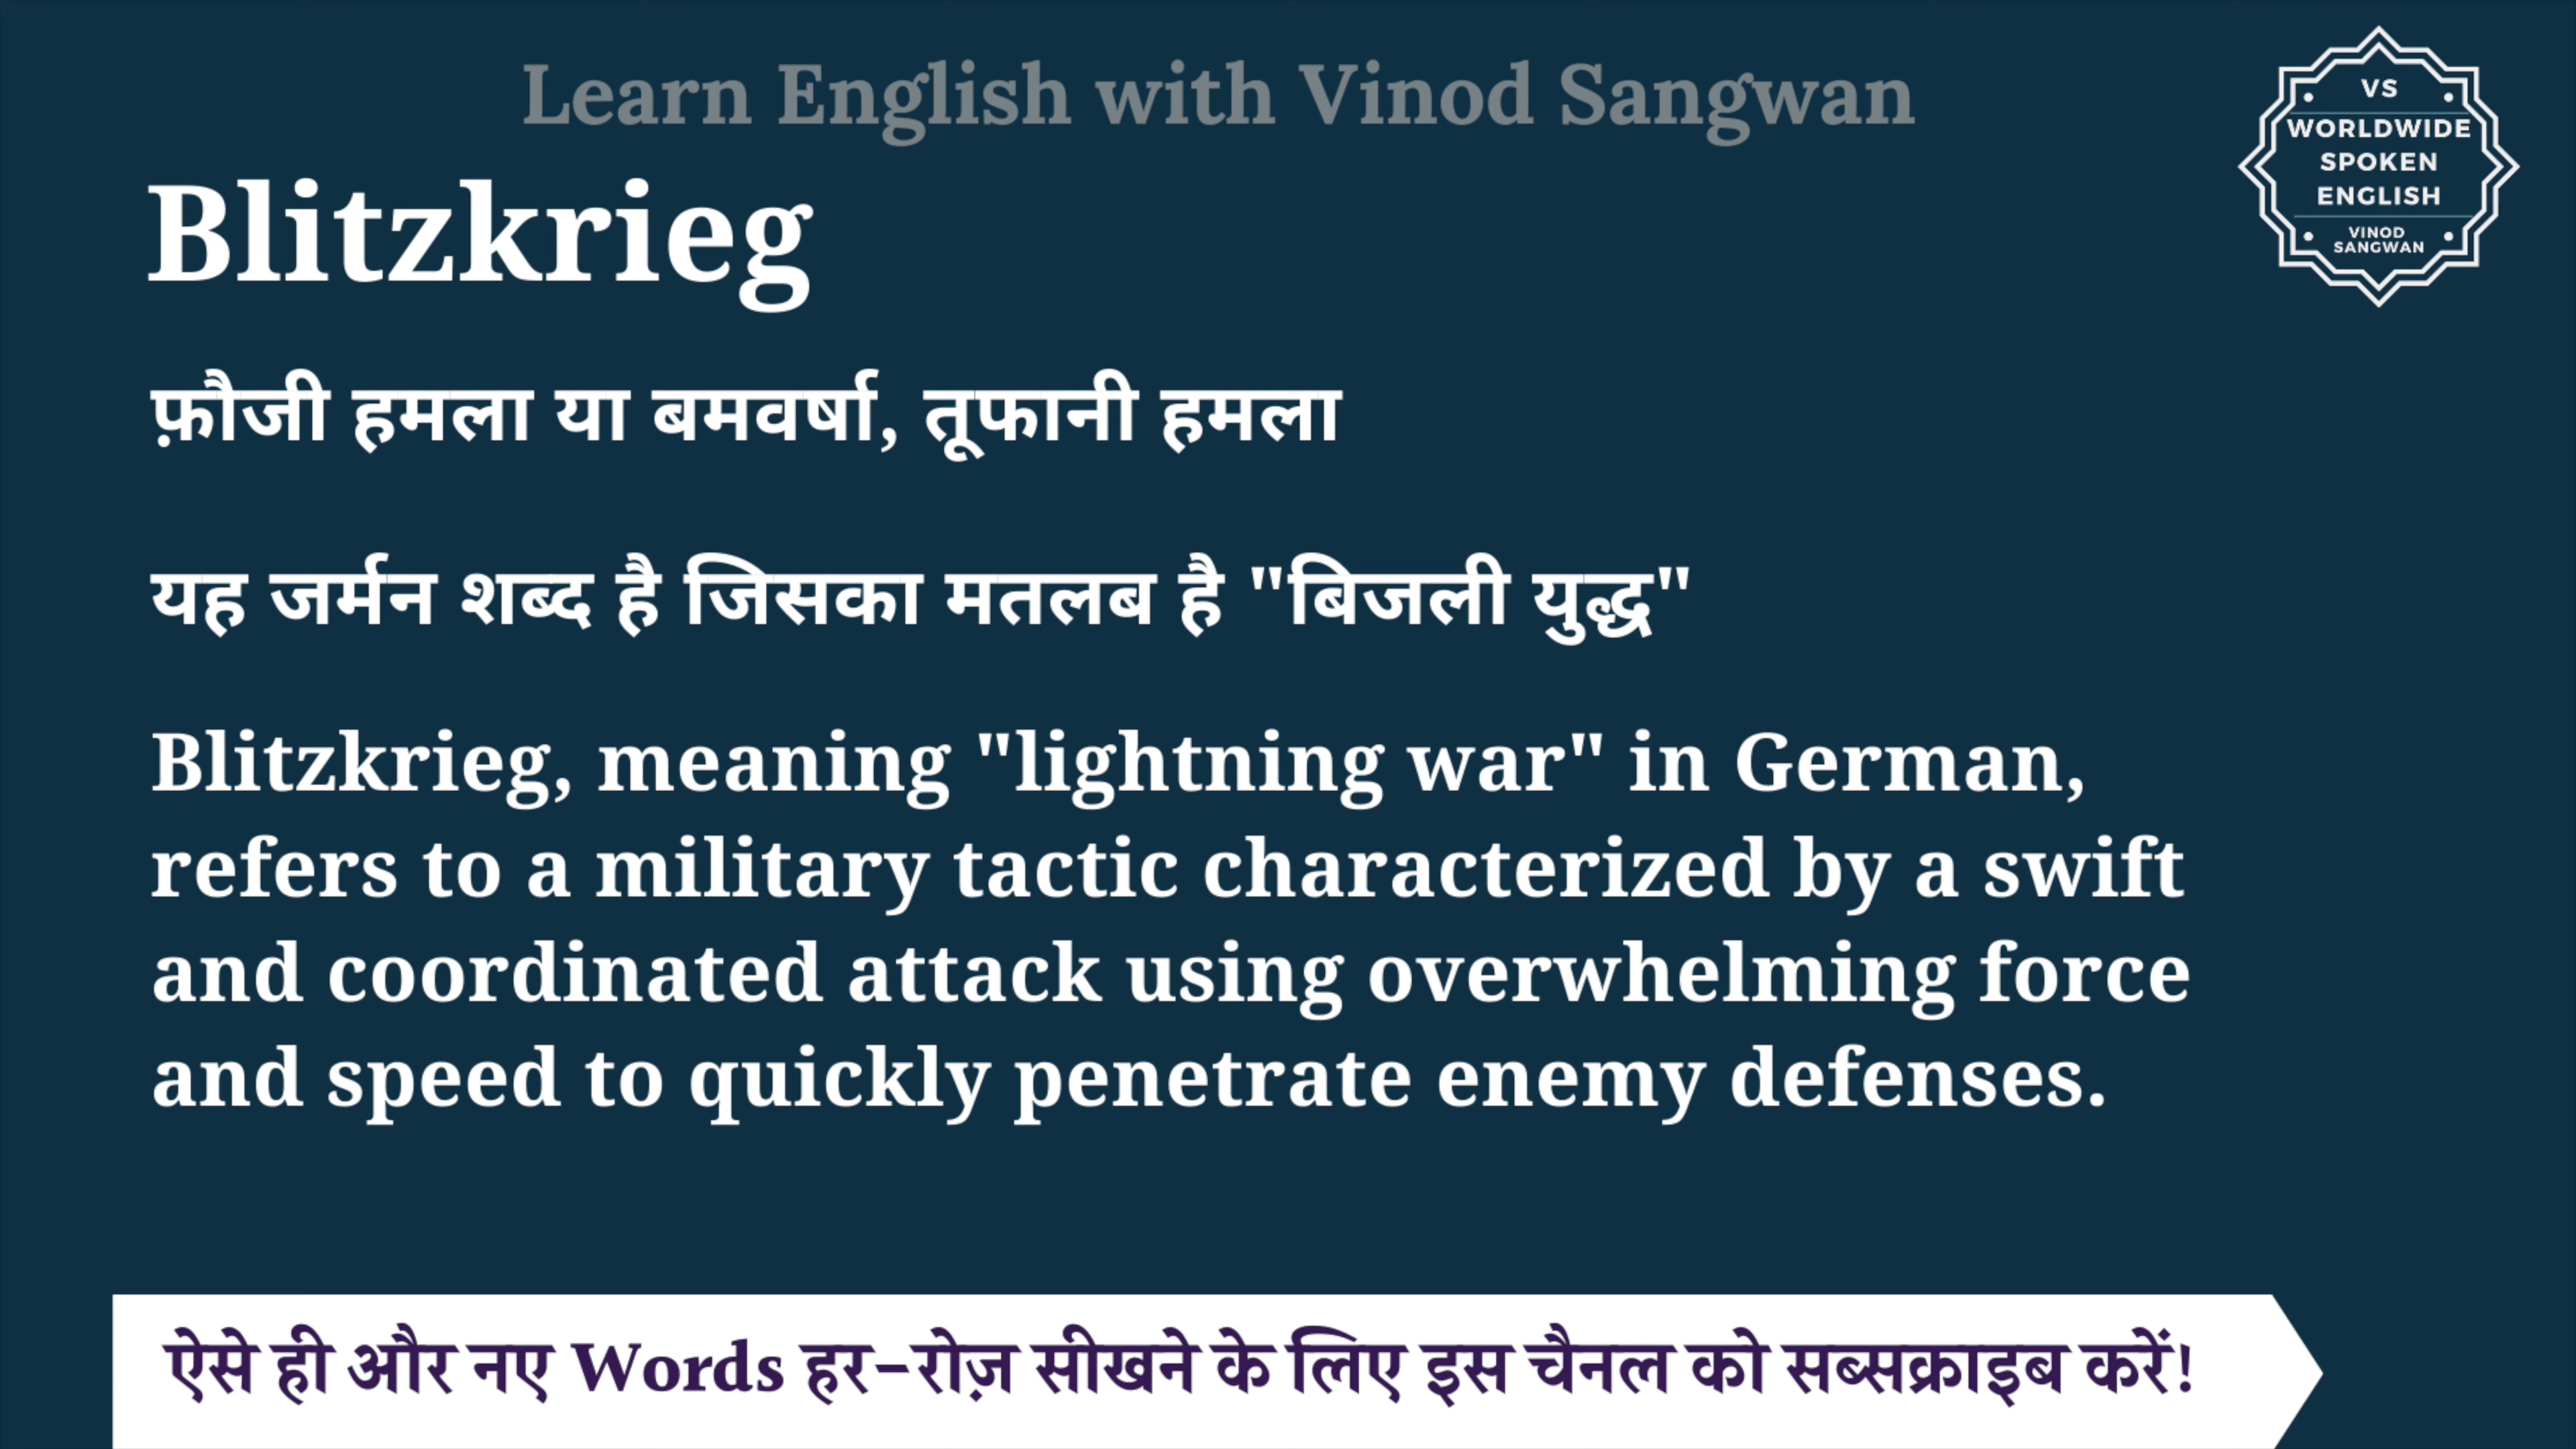 Learn English with Vinod Sangwan
VS
WORLDWIDE
SPOKEN
ENGLISH
VINOD
SANGWAN
Blitzkrieg
फ़ौजी हमला या बमवर्षा, तूफानी हमला
यह जर्मन शब्द है जिसका मतलब है "बिजली युद्ध"
Blitzkrieg, meaning "lightning war" in German,
refers to a military tactic characterized by a swift
and coordinated attack using overwhelming force
and speed to quickly penetrate enemy defenses.
ऐसे ही और नए Words हर-रोज़ सीखने के लिए इस चैनल को सब्सक्राइब करें!